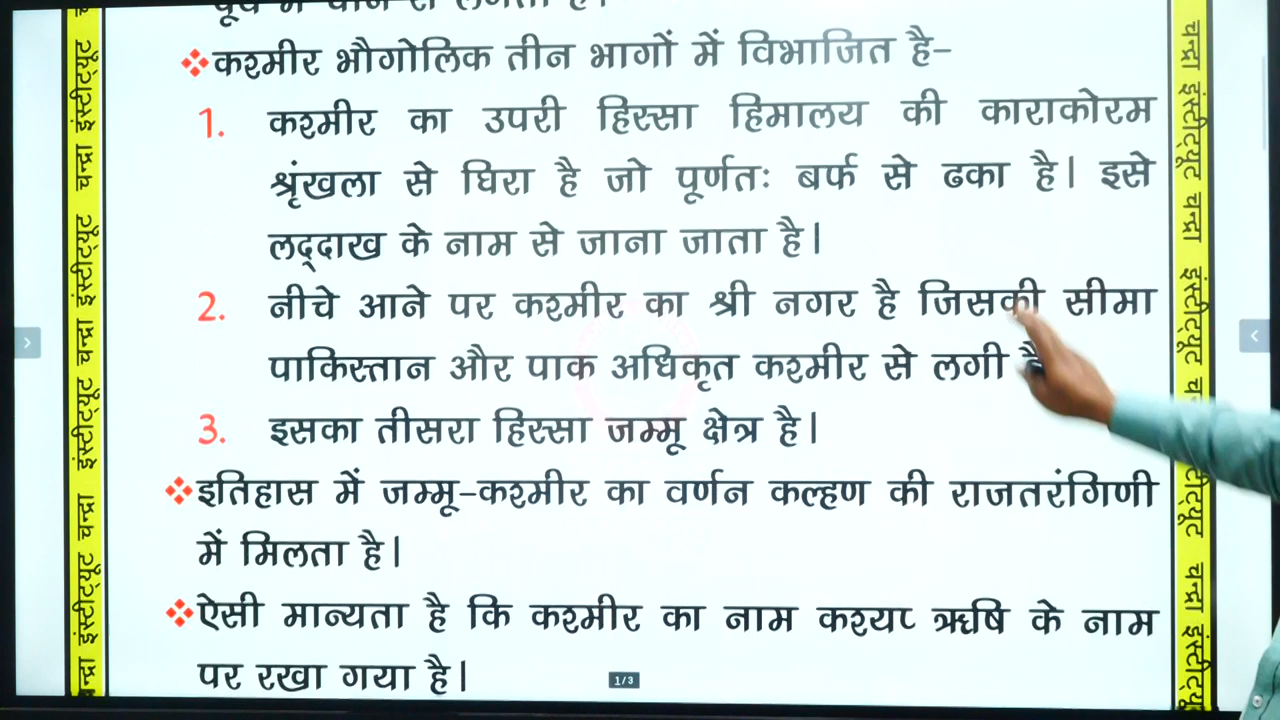 ❖कश्मीर भौगोलिक तीन भागों में विभाजित है–
1. कश्मीर का उपरी हिस्सा हिमालय की काराकोरम
श्रृंखला से घिरा है जो पूर्णतः बर्फ से ढका है। इसे
लद्दाख के नाम से जाना जाता है।
2. नीचे आने पर कश्मीर का श्री नगर है जिसकी सीमा
पाकिस्तान और पाक अधिकृत कश्मीर से लगी है
3. इसका तीसरा हिस्सा जम्मू क्षेत्र है।
❖इतिहास में जम्मू-कश्मीर का वर्णन कल्हण की राजतरंगिणी
में मिलता है।
❖ऐसी मान्यता है कि कश्मीर का नाम कश्यप ऋषि के नाम
पर रखा गया है।
1/3
चन्द्रा इंस्टीट्यूट चन्द्रा इंस्टीट्यूट चन्द्रा इंस्टीट्यूट
चन्द्रा इंस्टीट्यूट चन्द्रा इंस्टीट्यूट चन्द्रा इंस्टीट्यूट